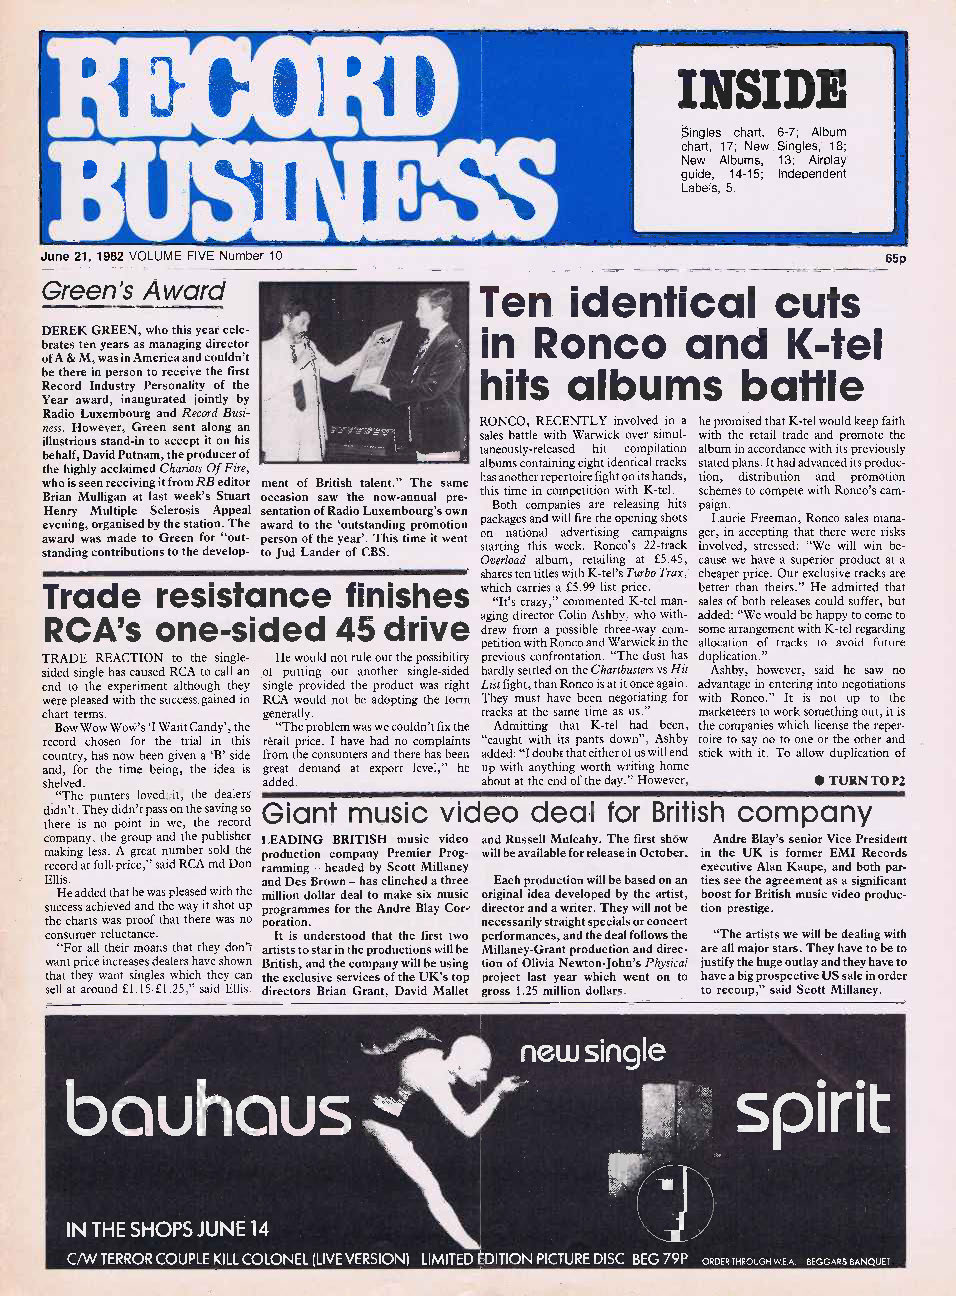 RECORD
BUSINESS
INSIDE
Singles chart, 6-7; Album
chart, 17; New Singles, 18;
New Albums, 13; Airplay
guide, 14-15; Independent
Labels, 5.
June 21, 1982 VOLUME FIVE Number 10
65p
Green's Award
DEREK GREEN, who this year cele-
brates ten years as managing director
of A & M, was in America and couldn't
be there in person to receive the first
Record Industry Personality of the
Year award, inaugurated jointly by
Radio Luxembourg and Record Busi-
ness. However, Green sent along an
illustrious stand-in to accept it on his
behalf, David Putnam, the producer of
the highly acclaimed Chariots Of Fire,
who is seen receiving it from RB editor
Brian Mulligan at last week's Stuart
Henry Multiple Sclerosis Appeal
evening, organised by the station. The
award was made to Green for "out-
standing contributions to the develop-
ment of British talent." The same
occasion saw the now-annual pre-
sentation of Radio Luxembourg's own
award to the 'outstanding promotion
person of the year'. This time it went
to Jud Lander of CBS.
Trade resistance finishes
RCA's one-sided 45 drive
TRADE REACTION to the single-
sided single has caused RCA to call an
end to the experiment although they
were pleased with the success gained in
chart terms.
Bow Wow Wow's 'I Want Candy', the
record chosen for the trial in this
country, has now been given a 'B' side
and, for the time being, the idea is
shelved.
"The punters loved it, the dealers
didn't. They didn't pass on the saving so
there is no point in we, the record
company, the group and the publisher
making less. A great number sold the
record at full-price," said RCA md Don
Ellis.
He added that he was pleased with the
success achieved and the way it shot up
the charts was proof that there was no
consumer reluctance.
"For all their moans that they don't
want price increases dealers have shown
that they want singles which they can
sell at around £1.15-£1.25," said Ellis.
He would not rule out the possibility
of putting out another single-sided
single provided the product was right
RCA would not be adopting the form
generally.
"The problem was we couldn't fix the
retail price. I have had no complaints
from the consumers and there has been
great demand at export level," he
added.
Ten identical cuts
in Ronco and K-tel
hits albums battle
RONCO, RECENTLY involved in a
sales battle with Warwick over simul-
taneously-released hit compilation
albums containing eight identical tracks
has another repertoire fight on its hands,
this time in competition with K-tel.
Both companies are releasing hits
packages and will fire the opening shots
on national advertising campaigns
starting this week. Ronco's 22-track
Overload album, retailing at £5.45,
shares ten titles with K-tel's Turbo Trax,
which carries a £5.99 list price.
"It's crazy," commented K-tel man-
aging director Colin Ashby, who with-
drew from a possible three-way com-
petition with Ronco and Warwick in the
previous confrontation. "The dust has
hardly settled on the Chartbusters vs Hit
List fight, than Ronco is at it once again.
They must have been negotiating for
tracks at the same time as us."
Admitting that K-tel had been,
"caught with its pants down", Ashby
added: "I doubt that either of us will end
up with anything worth writing home
about at the end of the day." However,
he promised that K-tel would keep faith
with the retail trade and promote the
album in accordance with its previously
stated plans. It had advanced its produc-
tion, distribution and promotion
schemes to compete with Ronco's cam-
paign.
Laurie Freeman, Ronco sales mana-
ger, in accepting that there were risks
involved, stressed: "We will win be-
cause we have a superior product at a
cheaper price. Our exclusive tracks are
better than theirs." He admitted that
sales of both releases could suffer, but
added: "We would be happy to come to
some arrangement with K-tel regarding
allocation of tracks to avoid future
duplication."
Ashby, however, said he saw no
advantage in entering into negotiations
with Ronco." It is not up to the
marketeers to work something out, it is
the companies which license the reper-
toire to say no to one or the other and
stick with it. To allow duplication of
● TURN TO P2
Giant music video deal for British company
LEADING BRITISH music video
production company Premier Prog-
ramming – headed by Scott Millaney
and Des Brown – has clinched a three
million dollar deal to make six music
programmes for the Andre Blay Cor-
poration.
It is understood that the first two
artists to star in the productions will be
British, and the company will be using
the exclusive services of the UK's top
directors Brian Grant, David Mallet
and Russell Mulcahy. The first show
will be available for release in October.
Each production will be based on an
original idea developed by the artist,
director and a writer. They will not be
necessarily straight specials or concert
performances, and the deal follows the
Millaney-Grant production and direc-
tion of Olivia Newton-John's Physical
project last year which went on to
gross 1.25 million dollars.
Andre Blay's senior Vice President
in the UK is former EMI Records
executive Alan Kaupe, and both par-
ties see the agreement as a significant
boost for British music video produc-
tion prestige.
"The artists we will be dealing with
are all major stars. They have to be to
justify the huge outlay and they have to
have a big prospective US sale in order
to recoup," said Scott Millaney.
new single
bauhaus
spirit
IN THE SHOPS JUNE 14
C/W TERROR COUPLE KILL COLONEL (LIVE VERSION) LIMITED EDITION PICTURE DISC BEG 79P ORDER THROUGH W.E.A. BEGGARS BANQUET